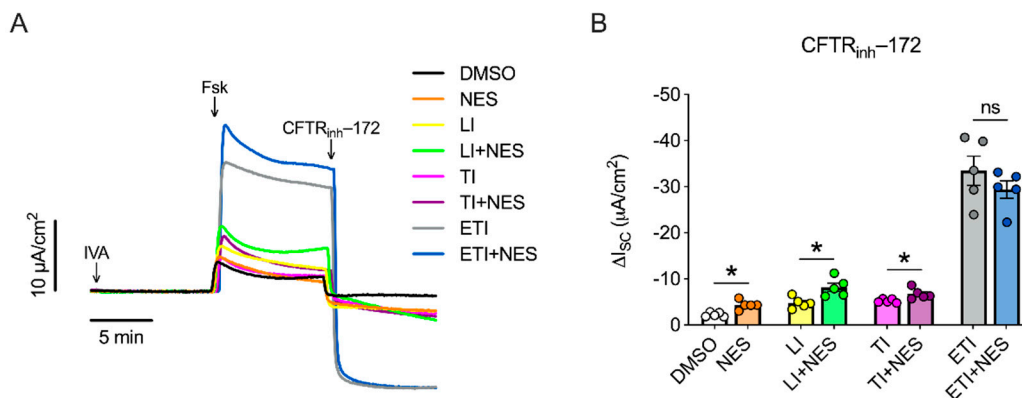 A
Fsk
CFTRinh–172
IVA
10 µA/cm²
5 min
DMSO
NES
LI
LI+NES
TI
TI+NES
ETI
ETI+NES
B
CFTRinh–172
ΔISC (µA/cm²)
-50
-40
-30
-20
-10
0
*
*
*
ns
DMSO
NES
LI
LI+NES
TI
TI+NES
ETI
ETI+NES